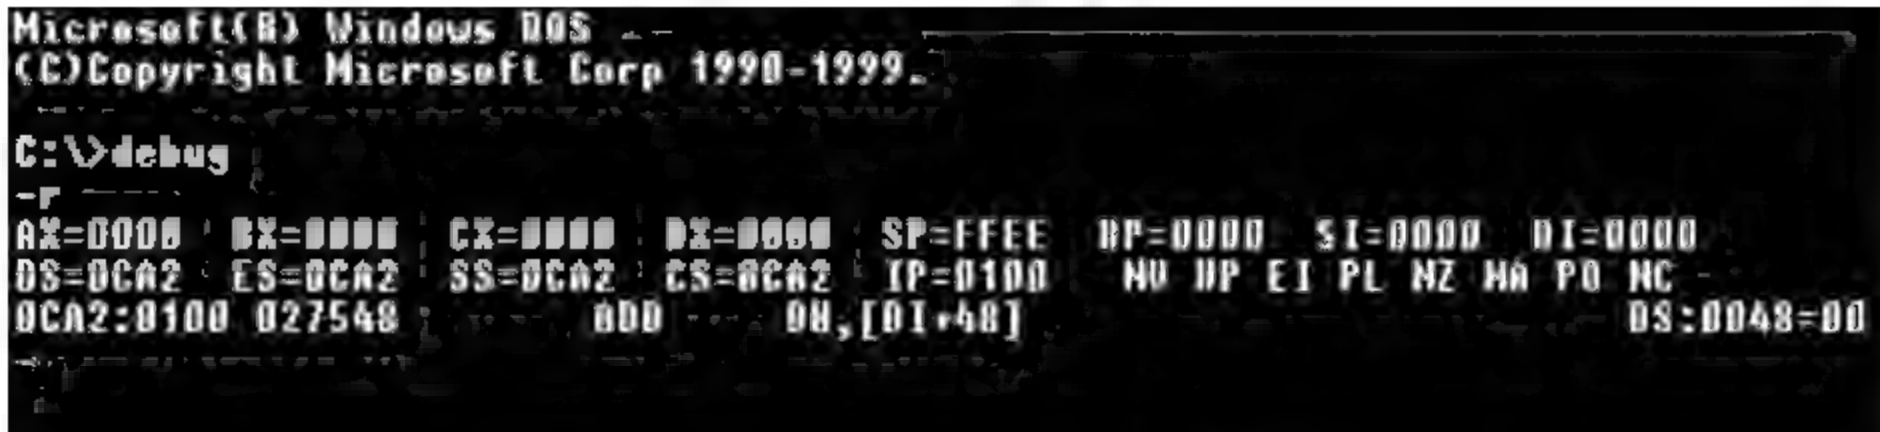 Microsoft(R) Windows DOS
(C)Copyright Microsoft Corp 1990-1999.
C:\>debug
-r
AX=0000 BX=0000 CX=0000 DX=0000 SP=FFEE BP=0000 SI=0000 DI=0000
DS=0CA2 ES=0CA2 SS=0CA2 CS=0CA2 IP=0100 NV UP EI PL NZ NA PO NC
0CA2:0100 027548 ADD DH,[DI+48] DS:0048=00
-